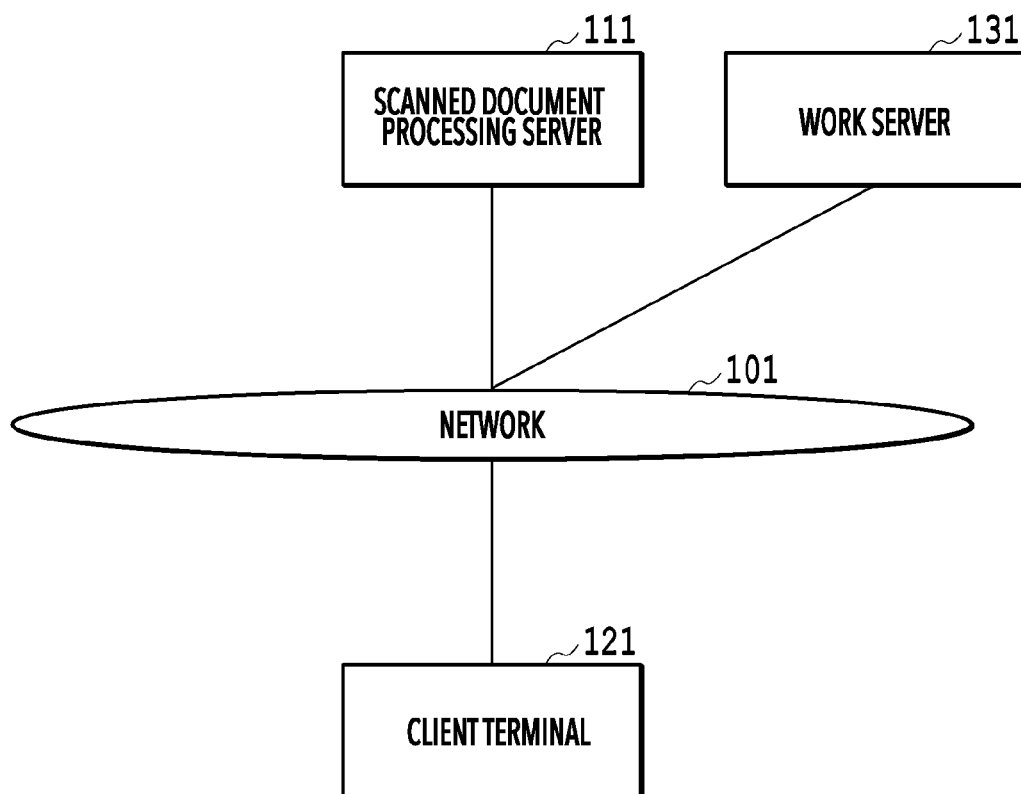 111
131
SCANNED DOCUMENT
PROCESSING SERVER
WORK SERVER
101
NETWORK
121
CLIENT TERMINAL